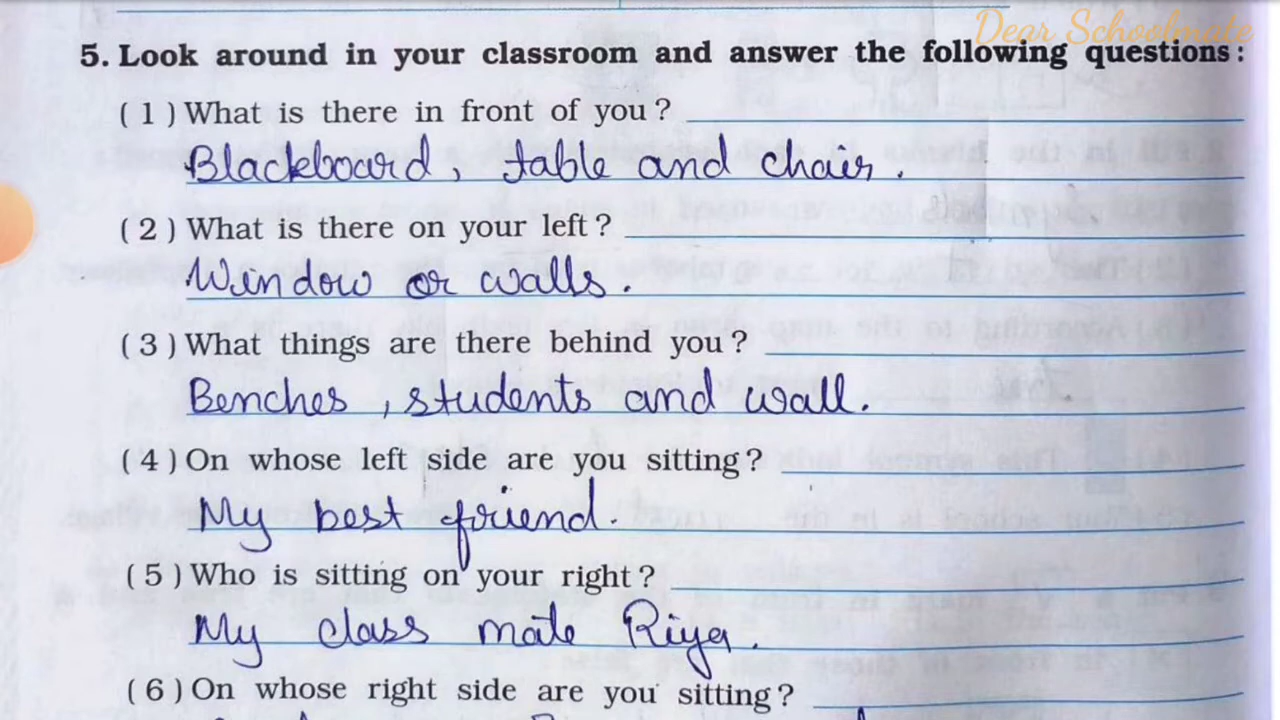 Dear Schoolmate
5. Look around in your classroom and answer the following questions :
( 1 ) What is there in front of you ?
Blackboard, table and chair.
( 2 ) What is there on your left ?
Window or walls.
( 3 ) What things are there behind you ?
Benches, students and wall.
( 4 ) On whose left side are you sitting ?
My best friend.
( 5 ) Who is sitting on your right ?
My class mate Riya.
( 6 ) On whose right side are you sitting ?